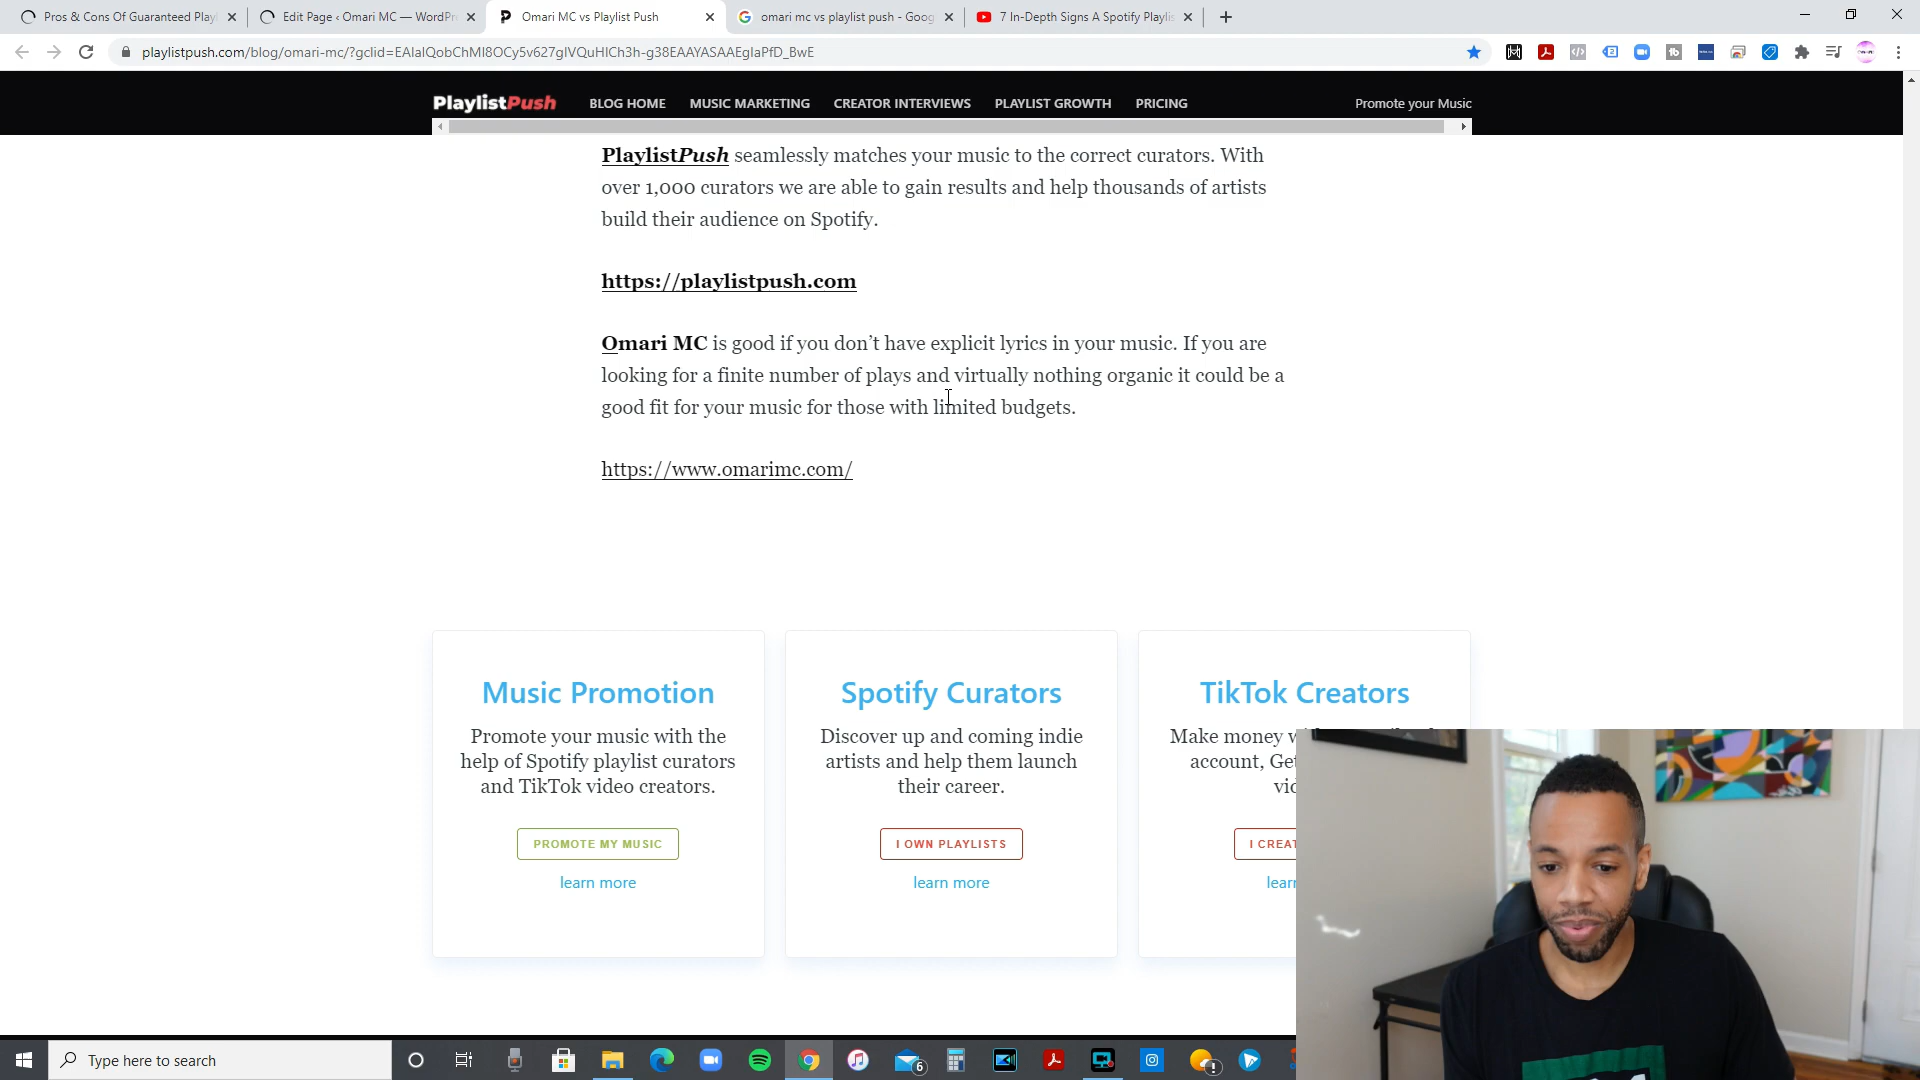 Pros & Cons Of Guaranteed Play
Edit Page ‹ Omari MC — WordPr
Omari MC vs Playlist Push
omari mc vs playlist push - Goog
7 In-Depth Signs A Spotify Playlis
playlistpush.com/blog/omari-mc/?gclid=EAIaIQobChMI8OCy5v627gIVQuHICh3h-g38EAAYASAAEgIaPfD_BwE
PlaylistPush
BLOG HOME
MUSIC MARKETING
CREATOR INTERVIEWS
PLAYLIST GROWTH
PRICING
Promote your Music
PlaylistPush seamlessly matches your music to the correct curators. With
over 1,000 curators we are able to gain results and help thousands of artists
build their audience on Spotify.
https://playlistpush.com
Omari MC is good if you don’t have explicit lyrics in your music. If you are
looking for a finite number of plays and virtually nothing organic it could be a
good fit for your music for those with limited budgets.
https://www.omarimc.com/
Music Promotion
Promote your music with the
help of Spotify playlist curators
and TikTok video creators.
PROMOTE MY MUSIC
learn more
Spotify Curators
Discover up and coming indie
artists and help them launch
their career.
I OWN PLAYLISTS
learn more
TikTok Creators
Make money
account, Get
I CREAT
lear
Type here to search
6